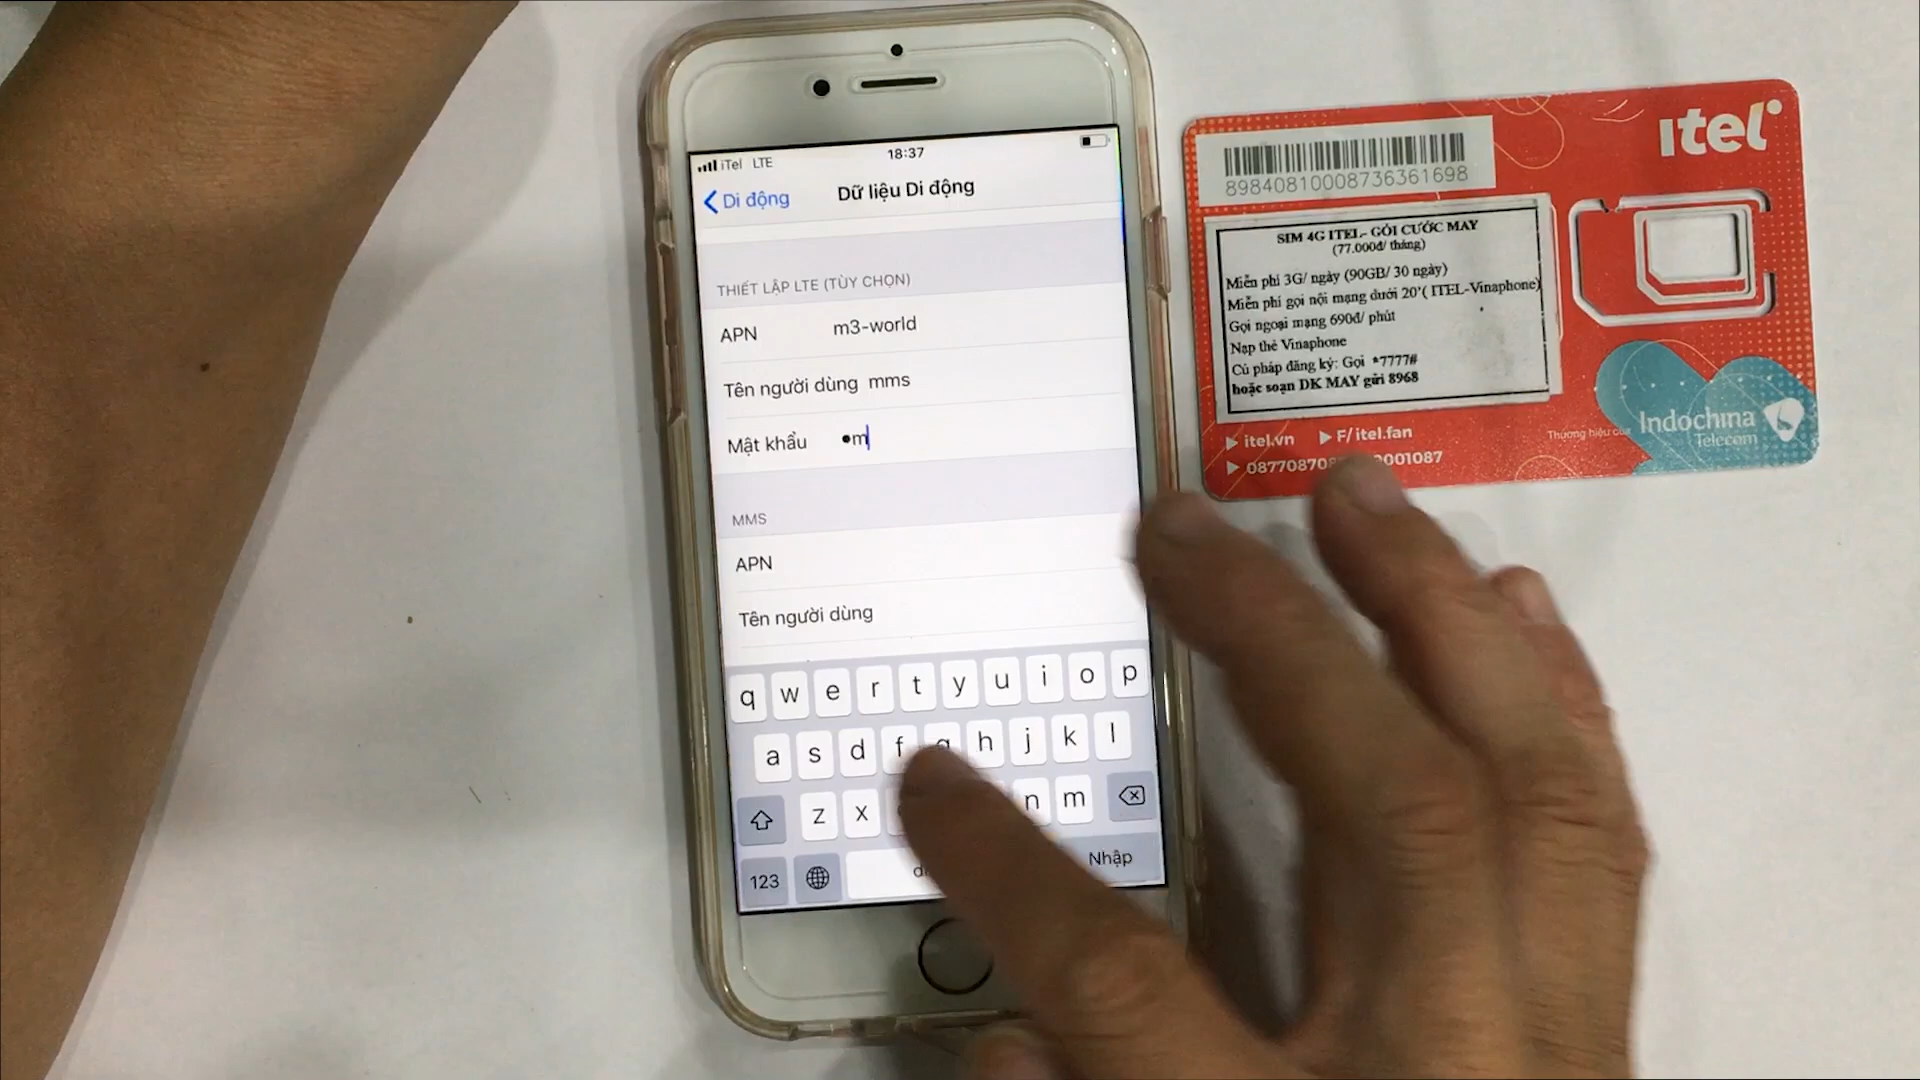 iTel LTE
18:37
Di động
Dữ liệu Di động
THIẾT LẬP LTE (TÙY CHỌN)
APN m3-world
Tên người dùng mms
Mật khẩu •m
MMS
APN
Tên người dùng
q w e r t y u i o p
a s d f g h j k l
z x n m
123 Nhập
itel
89840810008736361698
SIM 4G ITEL- GÓI CƯỚC MAY
(77.000đ/ tháng)
Miễn phí 3G/ ngày (90GB/ 30 ngày)
Miễn phí gọi nội mạng dưới 20'( ITEL-Vinaphone)
Gọi ngoại mạng 690đ/ phút
Nạp thẻ Vinaphone
Cú pháp đăng ký: Gọi *7777#
hoặc soạn DK MAY gửi 8968
itel.vn F/itel.fan
Thương hiệu của
Indochina
Telecom